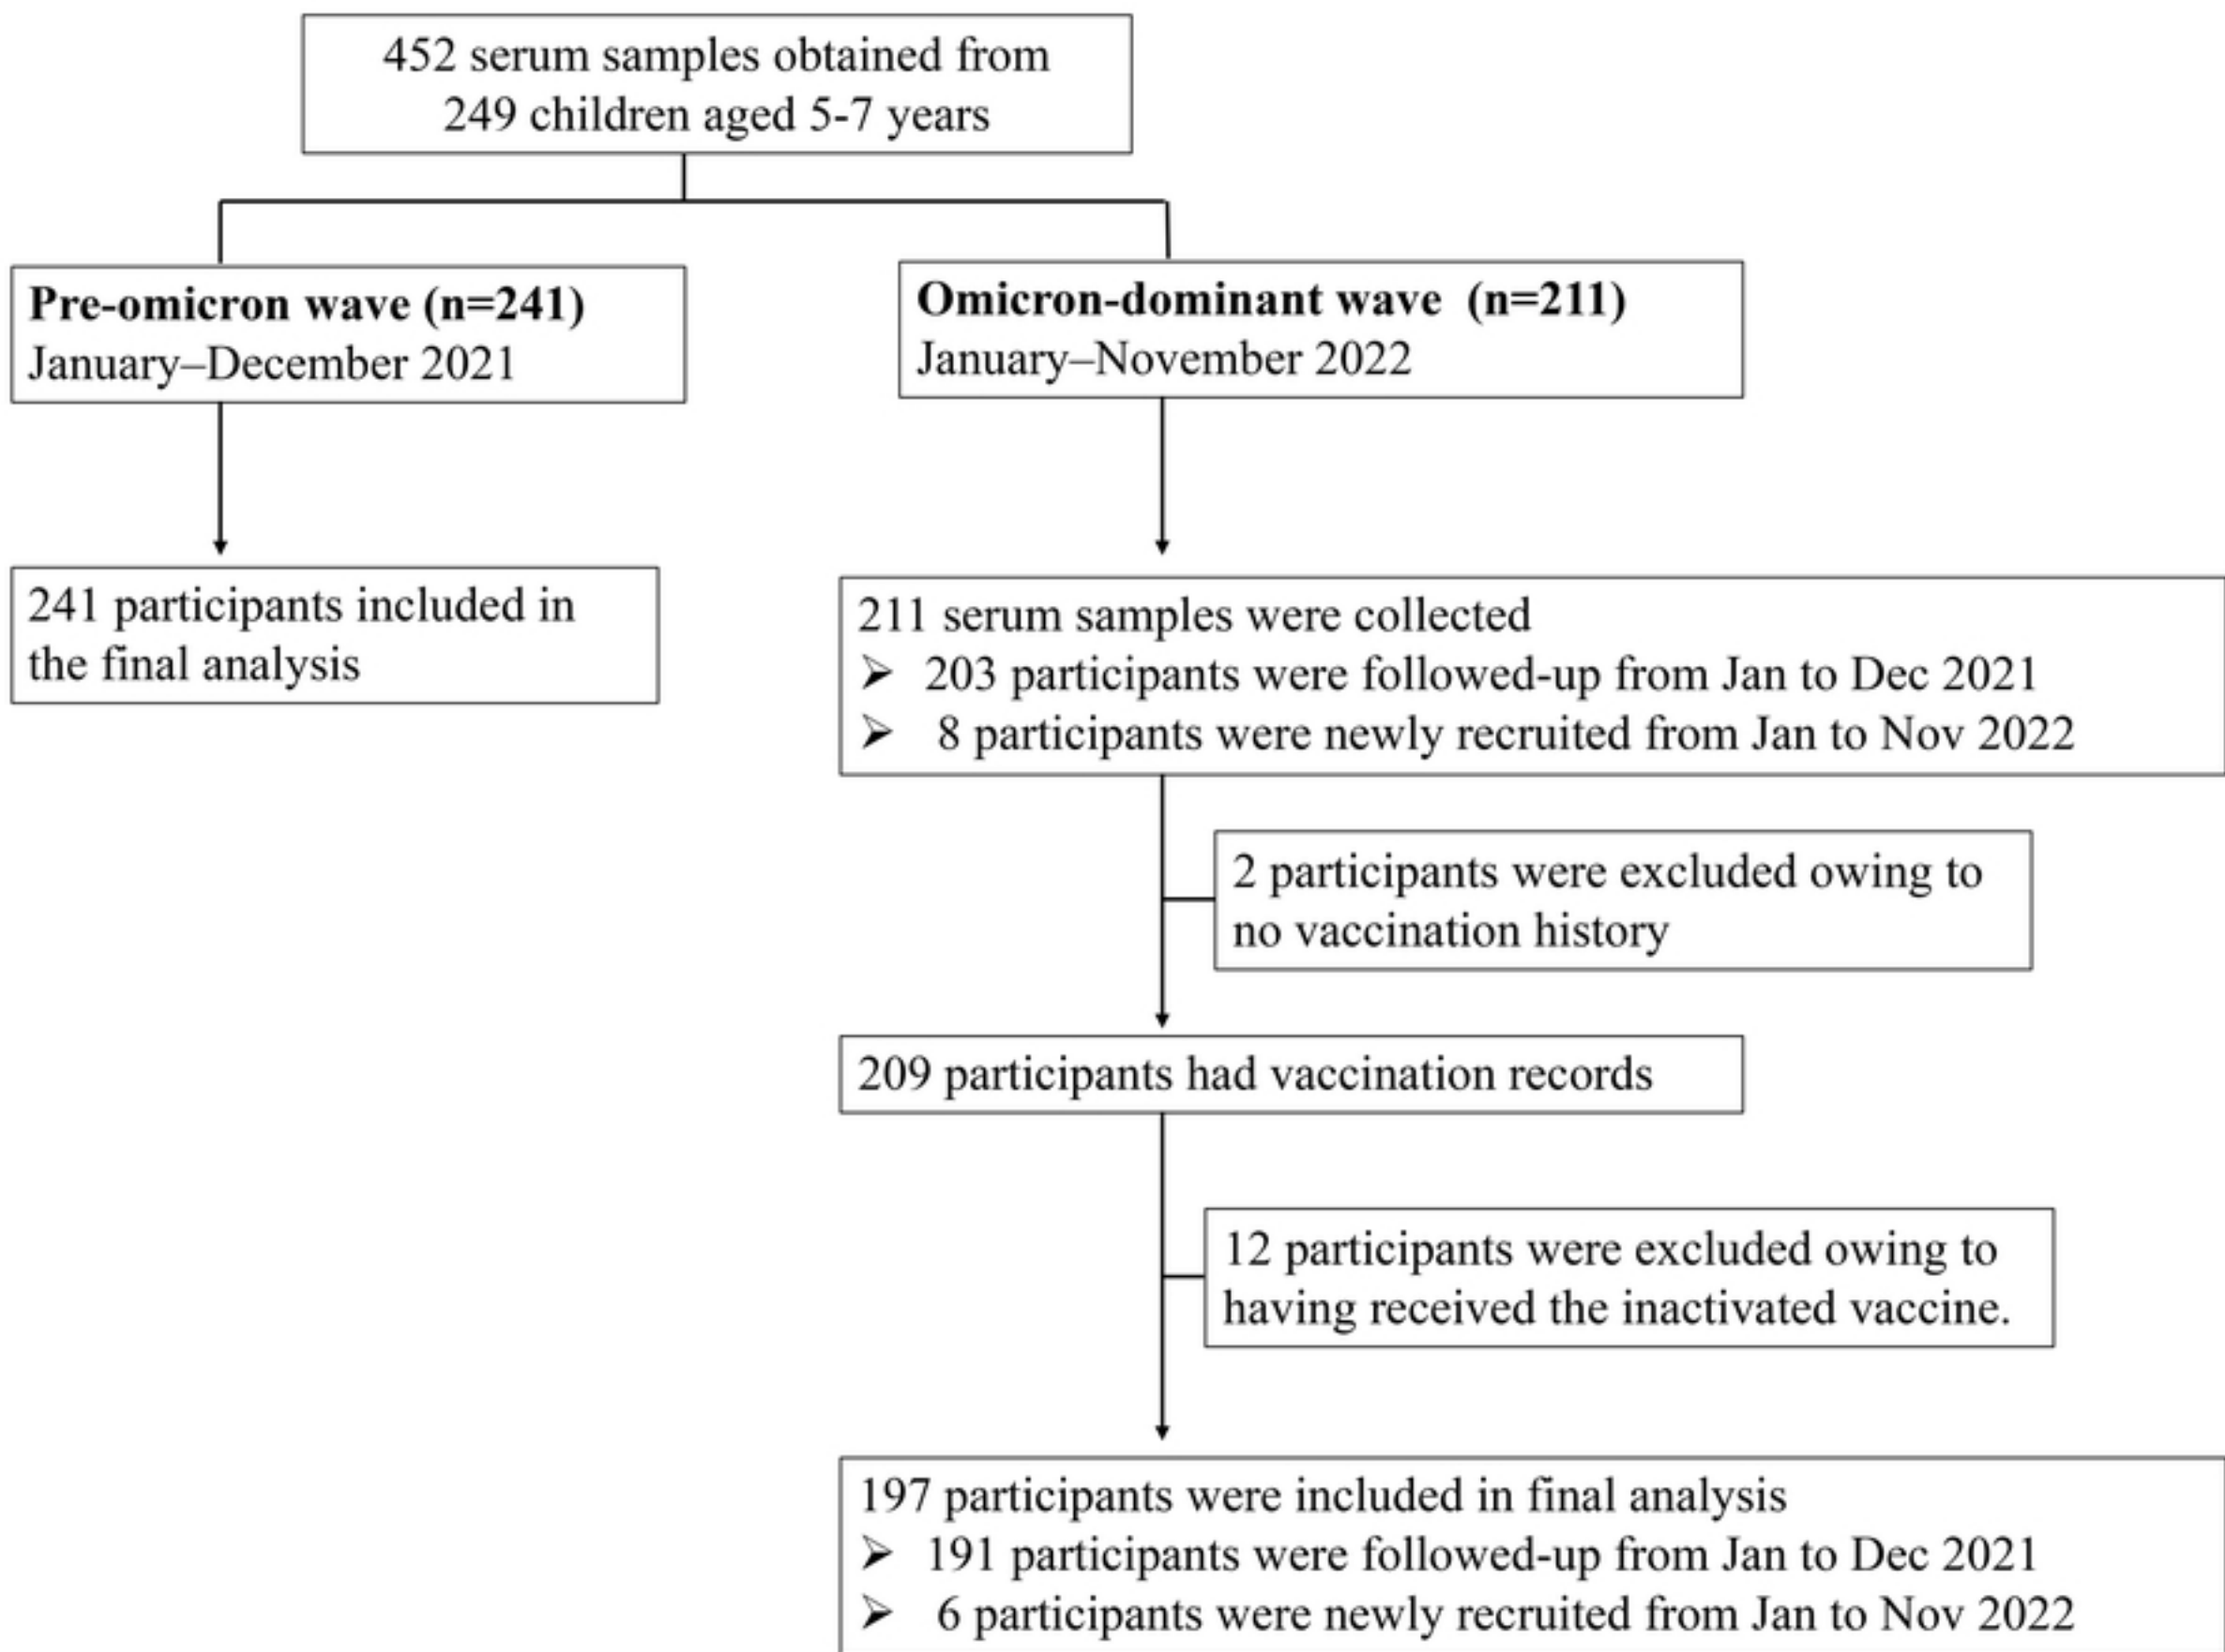 452 serum samples obtained from
249 children aged 5-7 years
Pre-omicron wave (n=241)
January–December 2021
Omicron-dominant wave (n=211)
January–November 2022
241 participants included in
the final analysis
211 serum samples were collected
➢ 203 participants were followed-up from Jan to Dec 2021
➢ 8 participants were newly recruited from Jan to Nov 2022
2 participants were excluded owing to
no vaccination history
209 participants had vaccination records
12 participants were excluded owing to
having received the inactivated vaccine.
197 participants were included in final analysis
➢ 191 participants were followed-up from Jan to Dec 2021
➢ 6 participants were newly recruited from Jan to Nov 2022